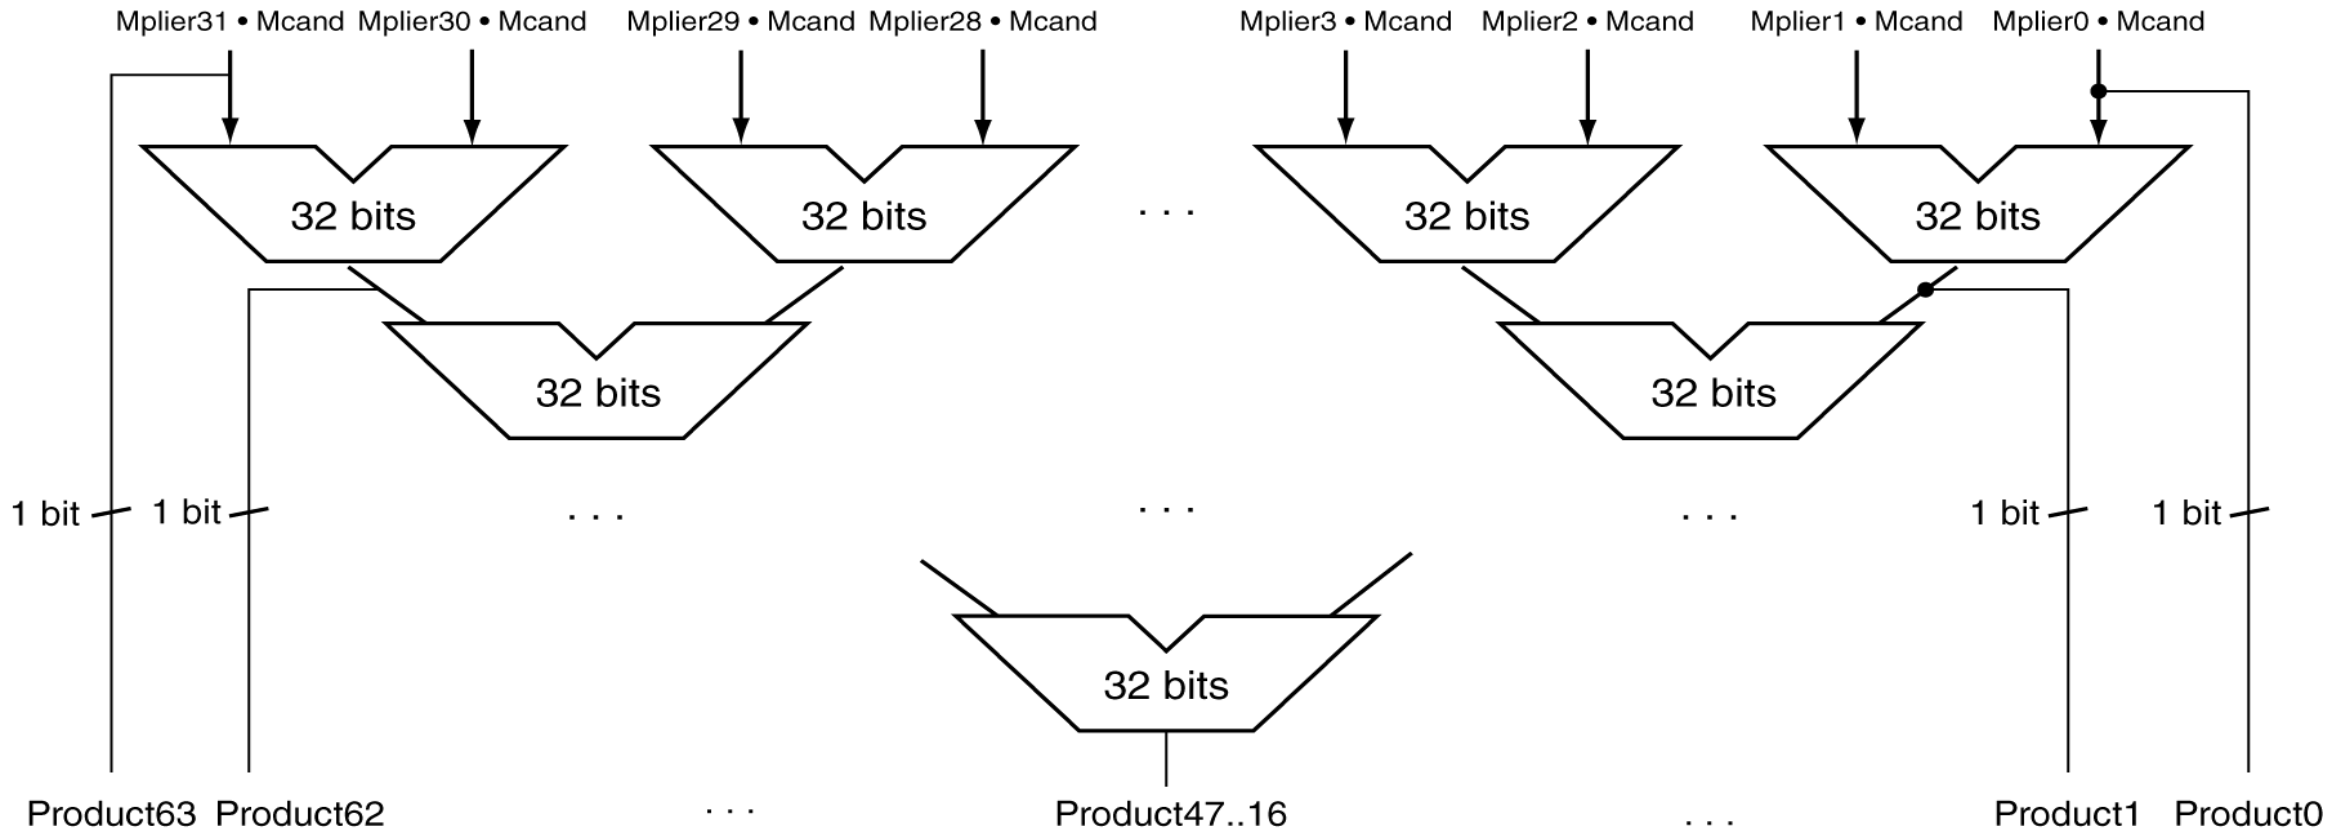 Mplier31 • Mcand Mplier30 • Mcand Mplier29 • Mcand Mplier28 • Mcand Mplier3 • Mcand Mplier2 • Mcand Mplier1 • Mcand Mplier0 • Mcand
32 bits 32 bits . . . 32 bits 32 bits
32 bits 32 bits
1 bit 1 bit . . . . . . . . . 1 bit 1 bit
32 bits
Product63 Product62 . . . Product47..16 . . . Product1 Product0